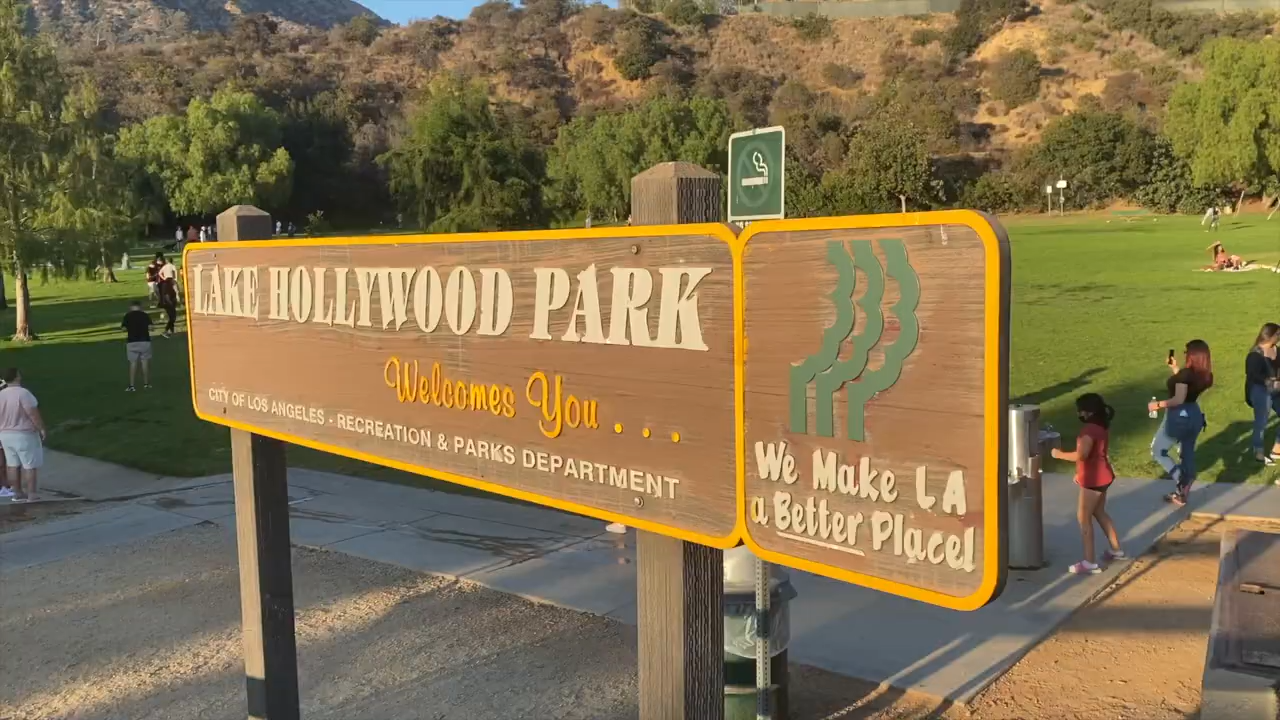 LAKE HOLLYWOOD PARK
Welcomes You . . .
CITY OF LOS ANGELES - RECREATION & PARKS DEPARTMENT
We Make LA
a Better Place!